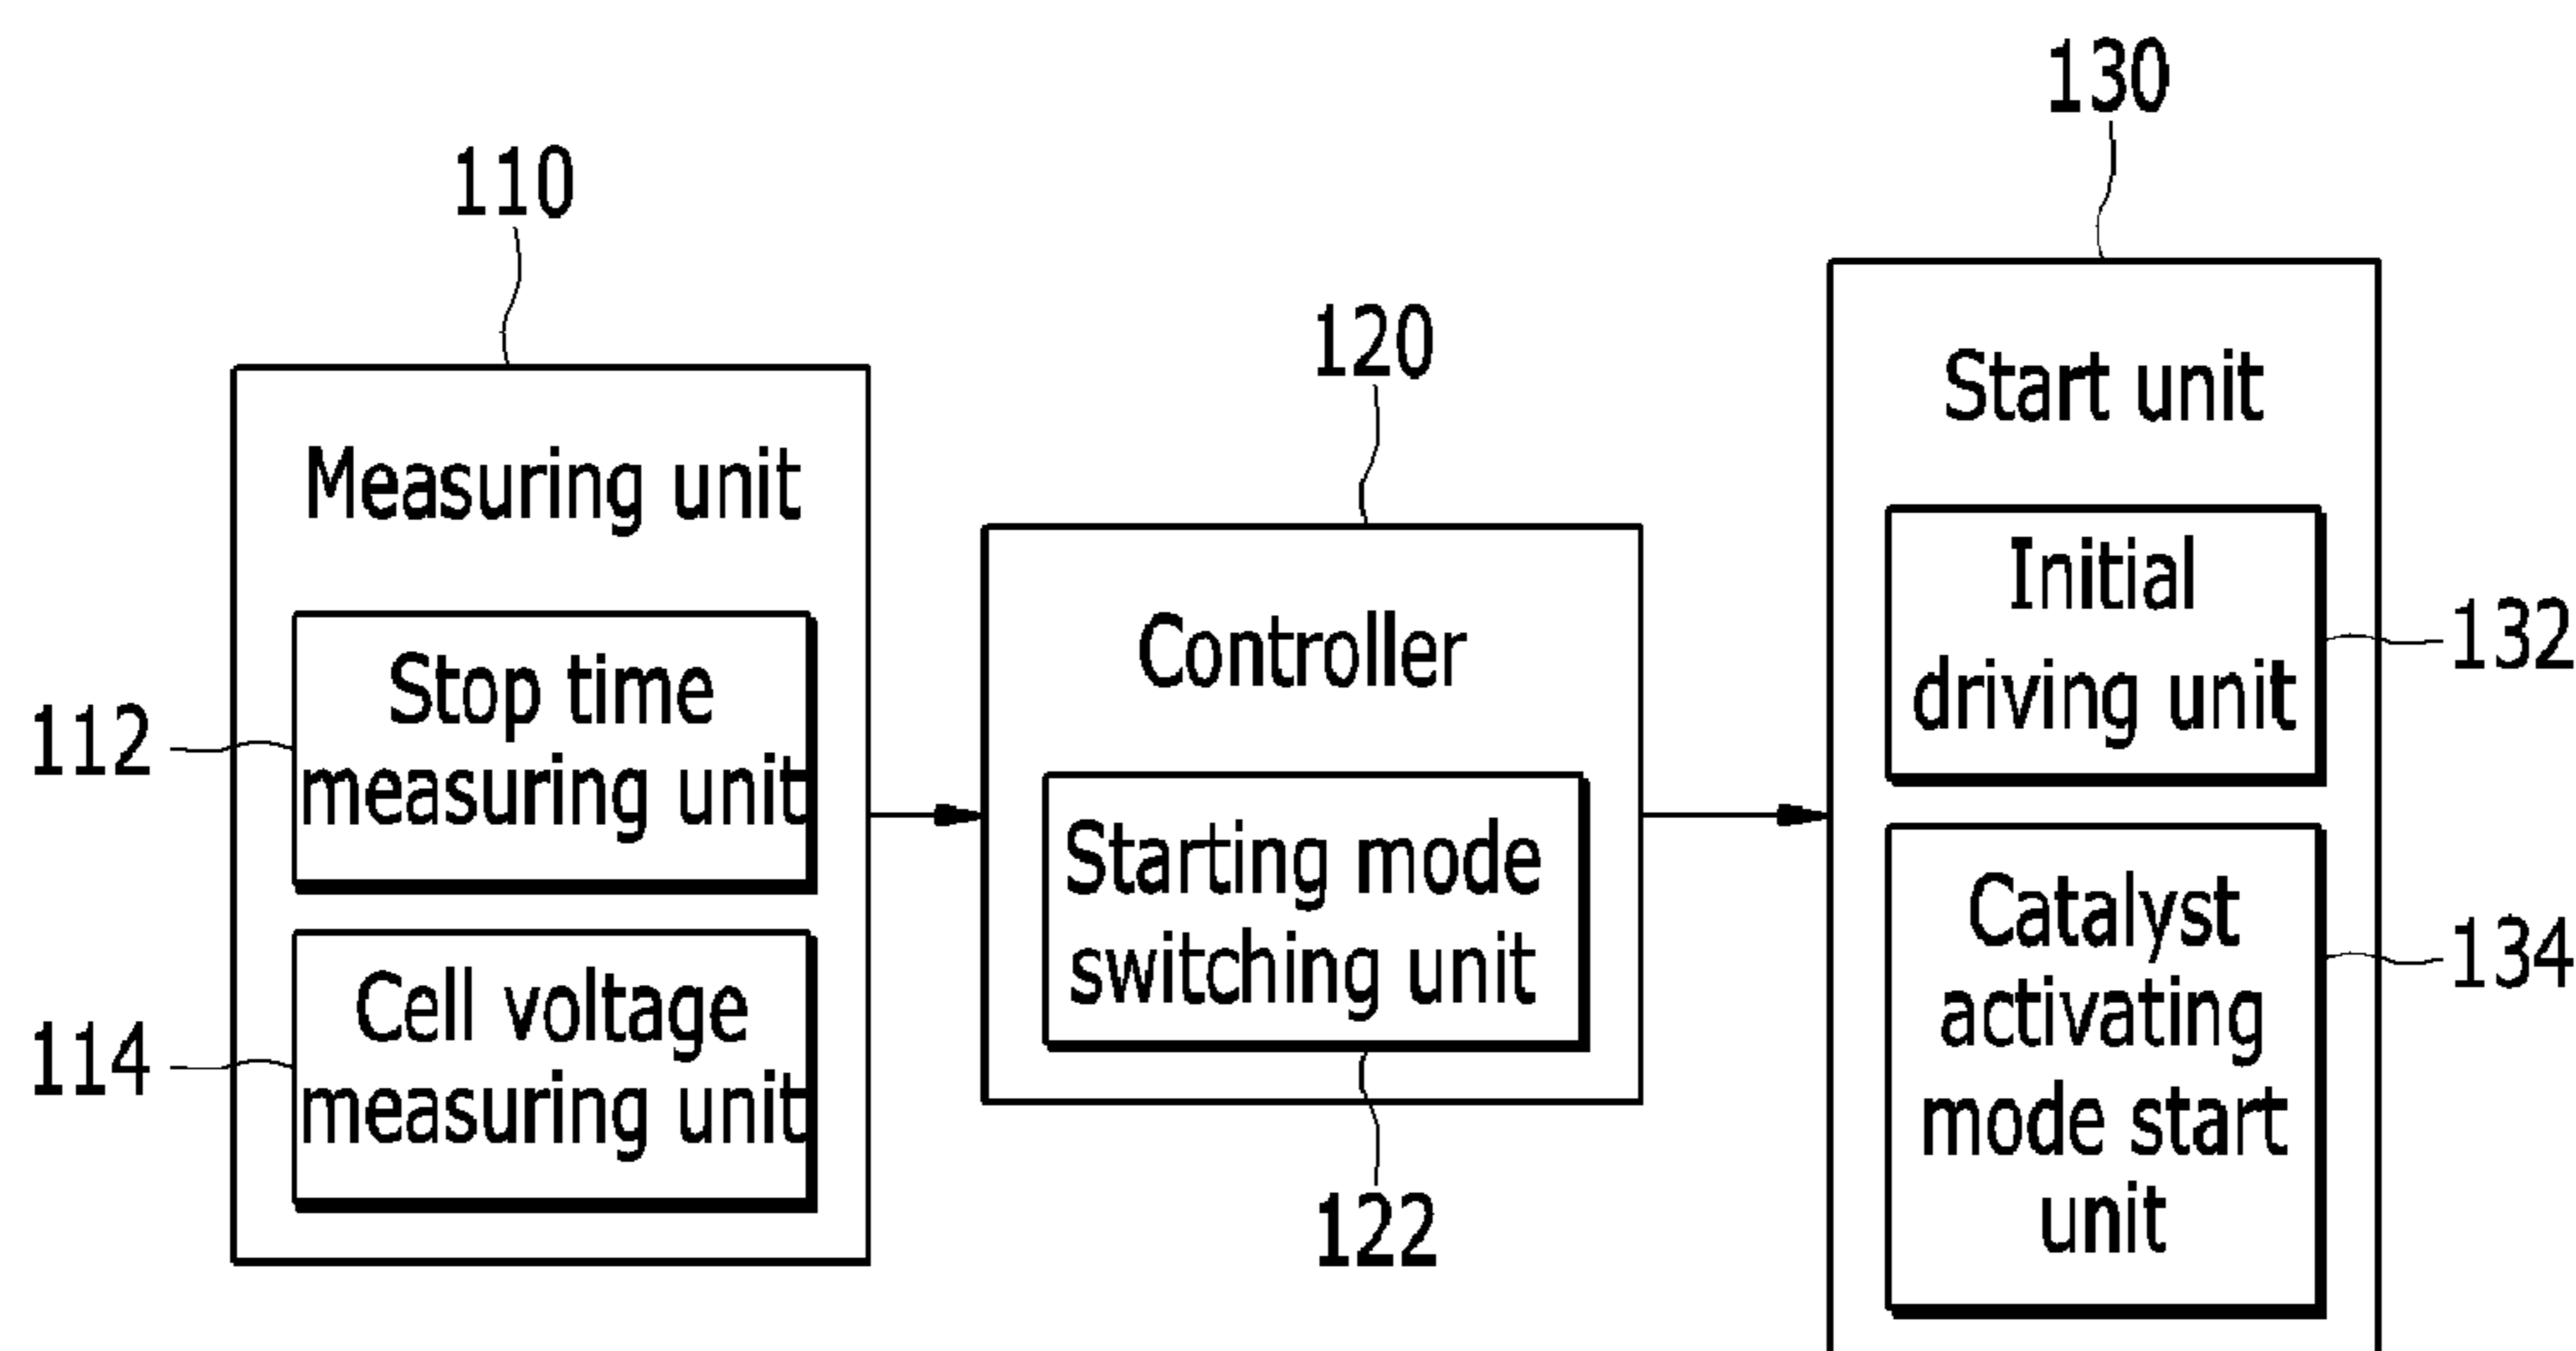 110
Measuring unit
112
Stop time
measuring unit
114
Cell voltage
measuring unit
120
Controller
Starting mode
switching unit
122
130
Start unit
Initial
driving unit
132
Catalyst
activating
mode start
unit
134